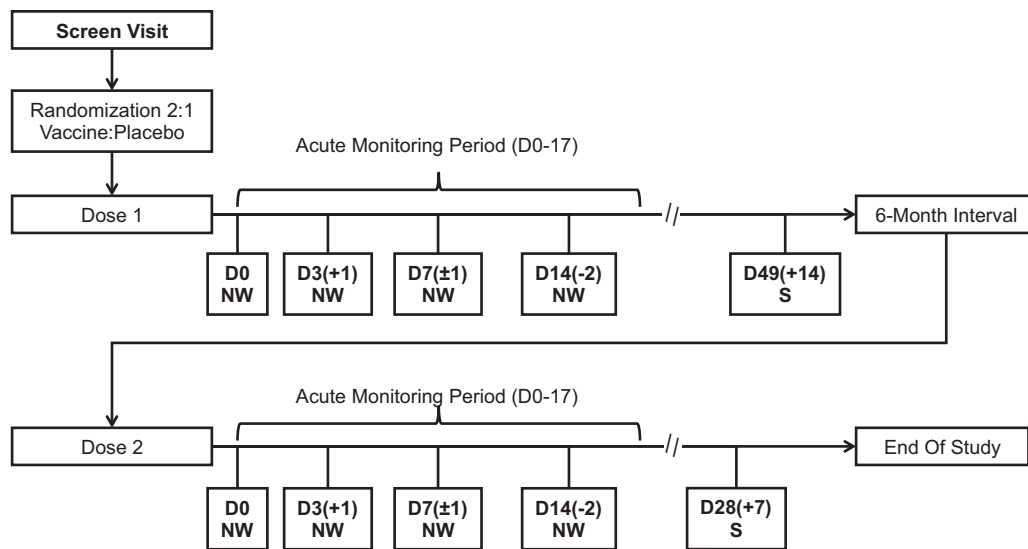 Screen Visit
Randomization 2:1
Vaccine:Placebo
Acute Monitoring Period (D0-17)
Dose 1
//
6-Month Interval
D0
NW
D3(+1)
NW
D7(±1)
NW
D14(-2)
NW
D49(+14)
S
Acute Monitoring Period (D0-17)
Dose 2
//
End Of Study
D0
NW
D3(+1)
NW
D7(±1)
NW
D14(-2)
NW
D28(+7)
S